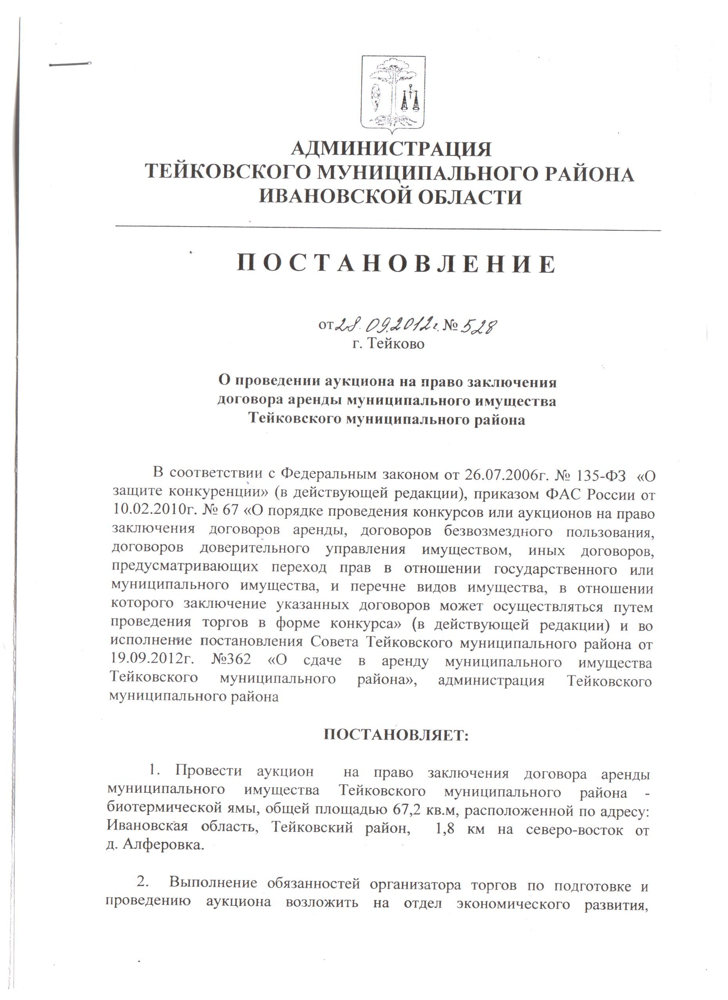 АДМИНИСТРАЦИЯ
ТЕЙКОВСКОГО МУНИЦИПАЛЬНОГО РАЙОНА
ИВАНОВСКОЙ ОБЛАСТИ
П О С Т А Н О В Л Е Н И Е
от 28.09.2012г. № 528
г. Тейково
О проведении аукциона на право заключения
договора аренды муниципального имущества
Тейковского муниципального района
В соответствии с Федеральным законом от 26.07.2006г. № 135-ФЗ «О
защите конкуренции» (в действующей редакции), приказом ФАС России от
10.02.2010г. № 67 «О порядке проведения конкурсов или аукционов на право
заключения договоров аренды, договоров безвозмездного пользования,
договоров доверительного управления имуществом, иных договоров,
предусматривающих переход прав в отношении государственного или
муниципального имущества, и перечне видов имущества, в отношении
которого заключение указанных договоров может осуществляться путем
проведения торгов в форме конкурса» (в действующей редакции) и во
исполнение постановления Совета Тейковского муниципального района от
19.09.2012г. №362 «О сдаче в аренду муниципального имущества
Тейковского муниципального района», администрация Тейковского
муниципального района
ПОСТАНОВЛЯЕТ:
1. Провести аукцион на право заключения договора аренды
муниципального имущества Тейковского муниципального района -
биотермической ямы, общей площадью 67,2 кв.м, расположенной по адресу:
Ивановская область, Тейковский район, 1,8 км на северо-восток от
д. Алферовка.
2. Выполнение обязанностей организатора торгов по подготовке и
проведению аукциона возложить на отдел экономического развития,